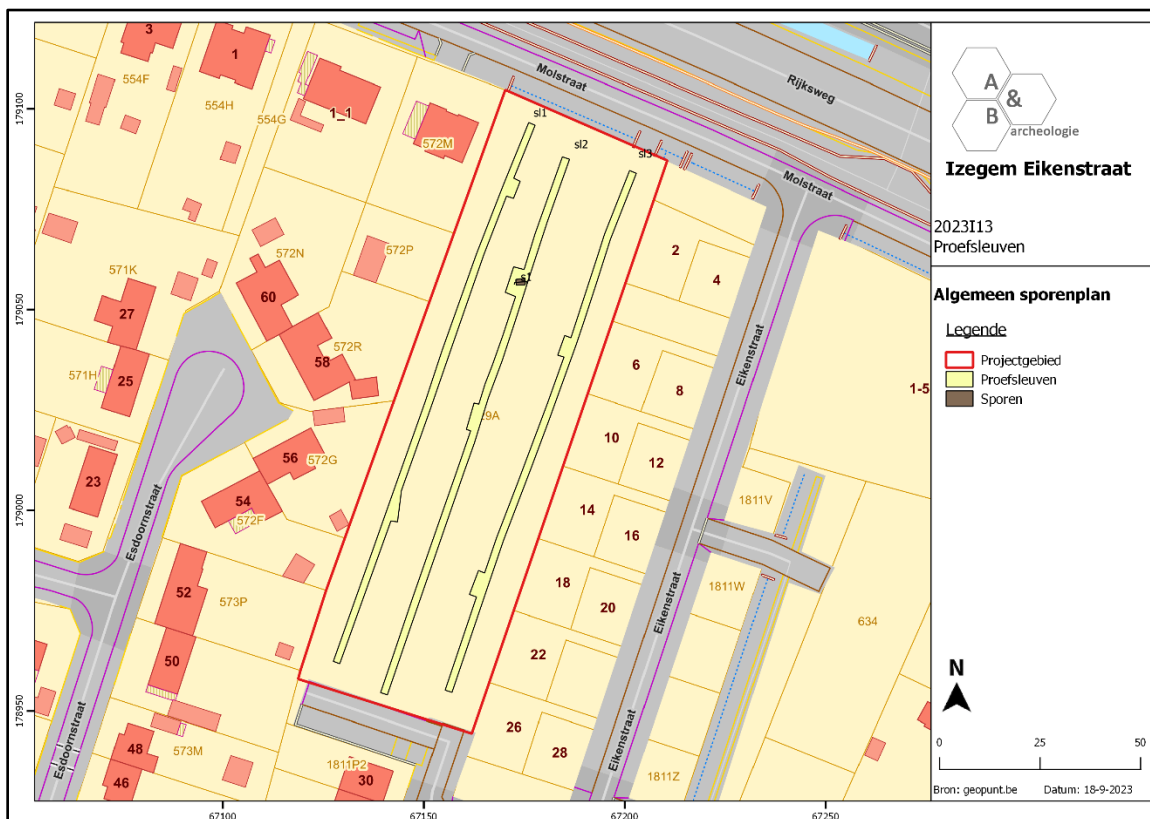 3
1
554F
554H
554G
1_1
572M
Molstraat
Rijksweg
Molstraat
sl1
sl2
sl3
s1
572P
572N
571K
60
27
58
572R
571H
25
23
56
572G
54
572F
Esdoornstraat
52
573P
50
48
573M
46
Esdoornstraat
1811P2
30
9A
2
4
6
8
10
12
14
16
18
20
22
26
28
Eikenstraat
Eikenstraat
Eikenstraat
Eikenstraat
1-5
1811V
1811W
634
1811Z
179100
179050
179000
178950
67100
67150
67200
67250
A
&
B
archeologie
Izegem Eikenstraat
2023I13
Proefsleuven
Algemeen sporenplan
Legende
Projectgebied
Proefsleuven
Sporen
N
0 25 50
Bron: geopunt.be Datum: 18-9-2023